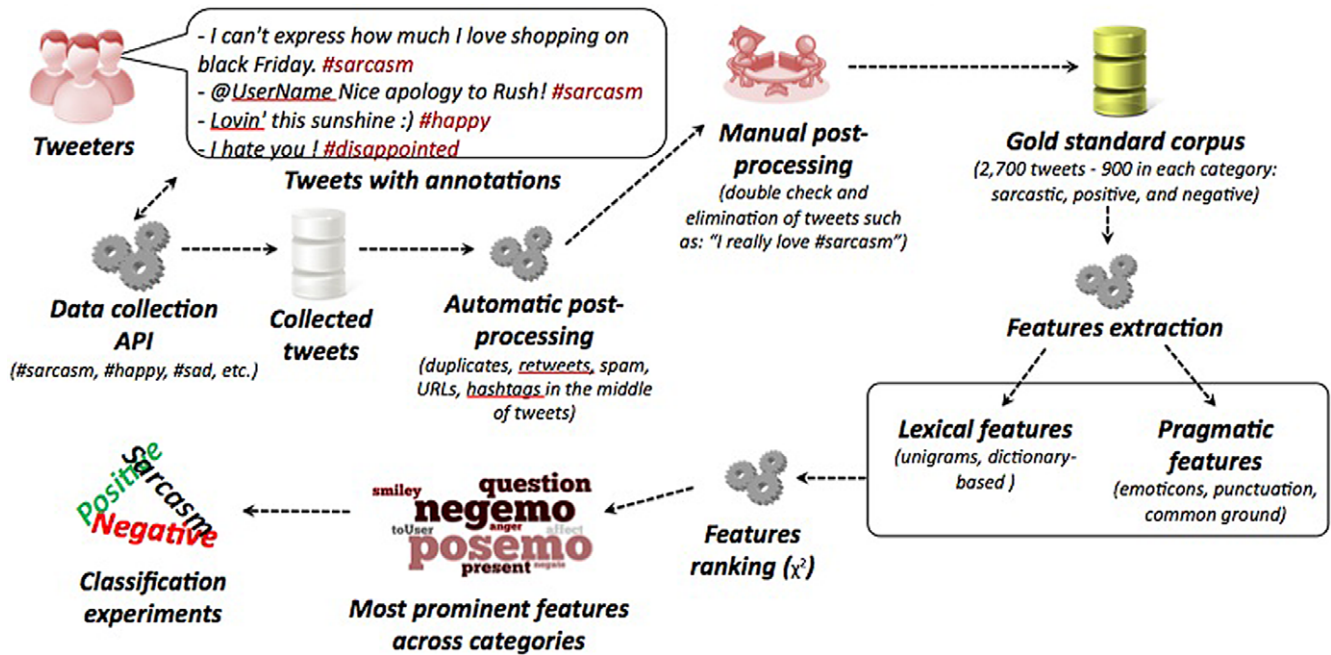 - I can't express how much I love shopping on
black Friday. #sarcasm
- @UserName Nice apology to Rush! #sarcasm
- Lovin' this sunshine :) #happy
- I hate you ! #disappointed
Tweeters
Tweets with annotations
Manual post-
processing
(double check and
elimination of tweets such
as: “I really love #sarcasm”)
Gold standard corpus
(2,700 tweets - 900 in each category:
sarcastic, positive, and negative)
Data collection
API
(#sarcasm, #happy, #sad, etc.)
Collected
tweets
Automatic post-
processing
(duplicates, retweets, spam,
URLs, hashtags in the middle
of tweets)
Features extraction
Lexical features
(unigrams, dictionary-
based )
Pragmatic
features
(emoticons, punctuation,
common ground)
Features
ranking (χ²)
smiley
question
negemo
toUser
anger
affect
posemo
present
negate
Most prominent features
across categories
Positive
Sarcasm
Negative
Classification
experiments